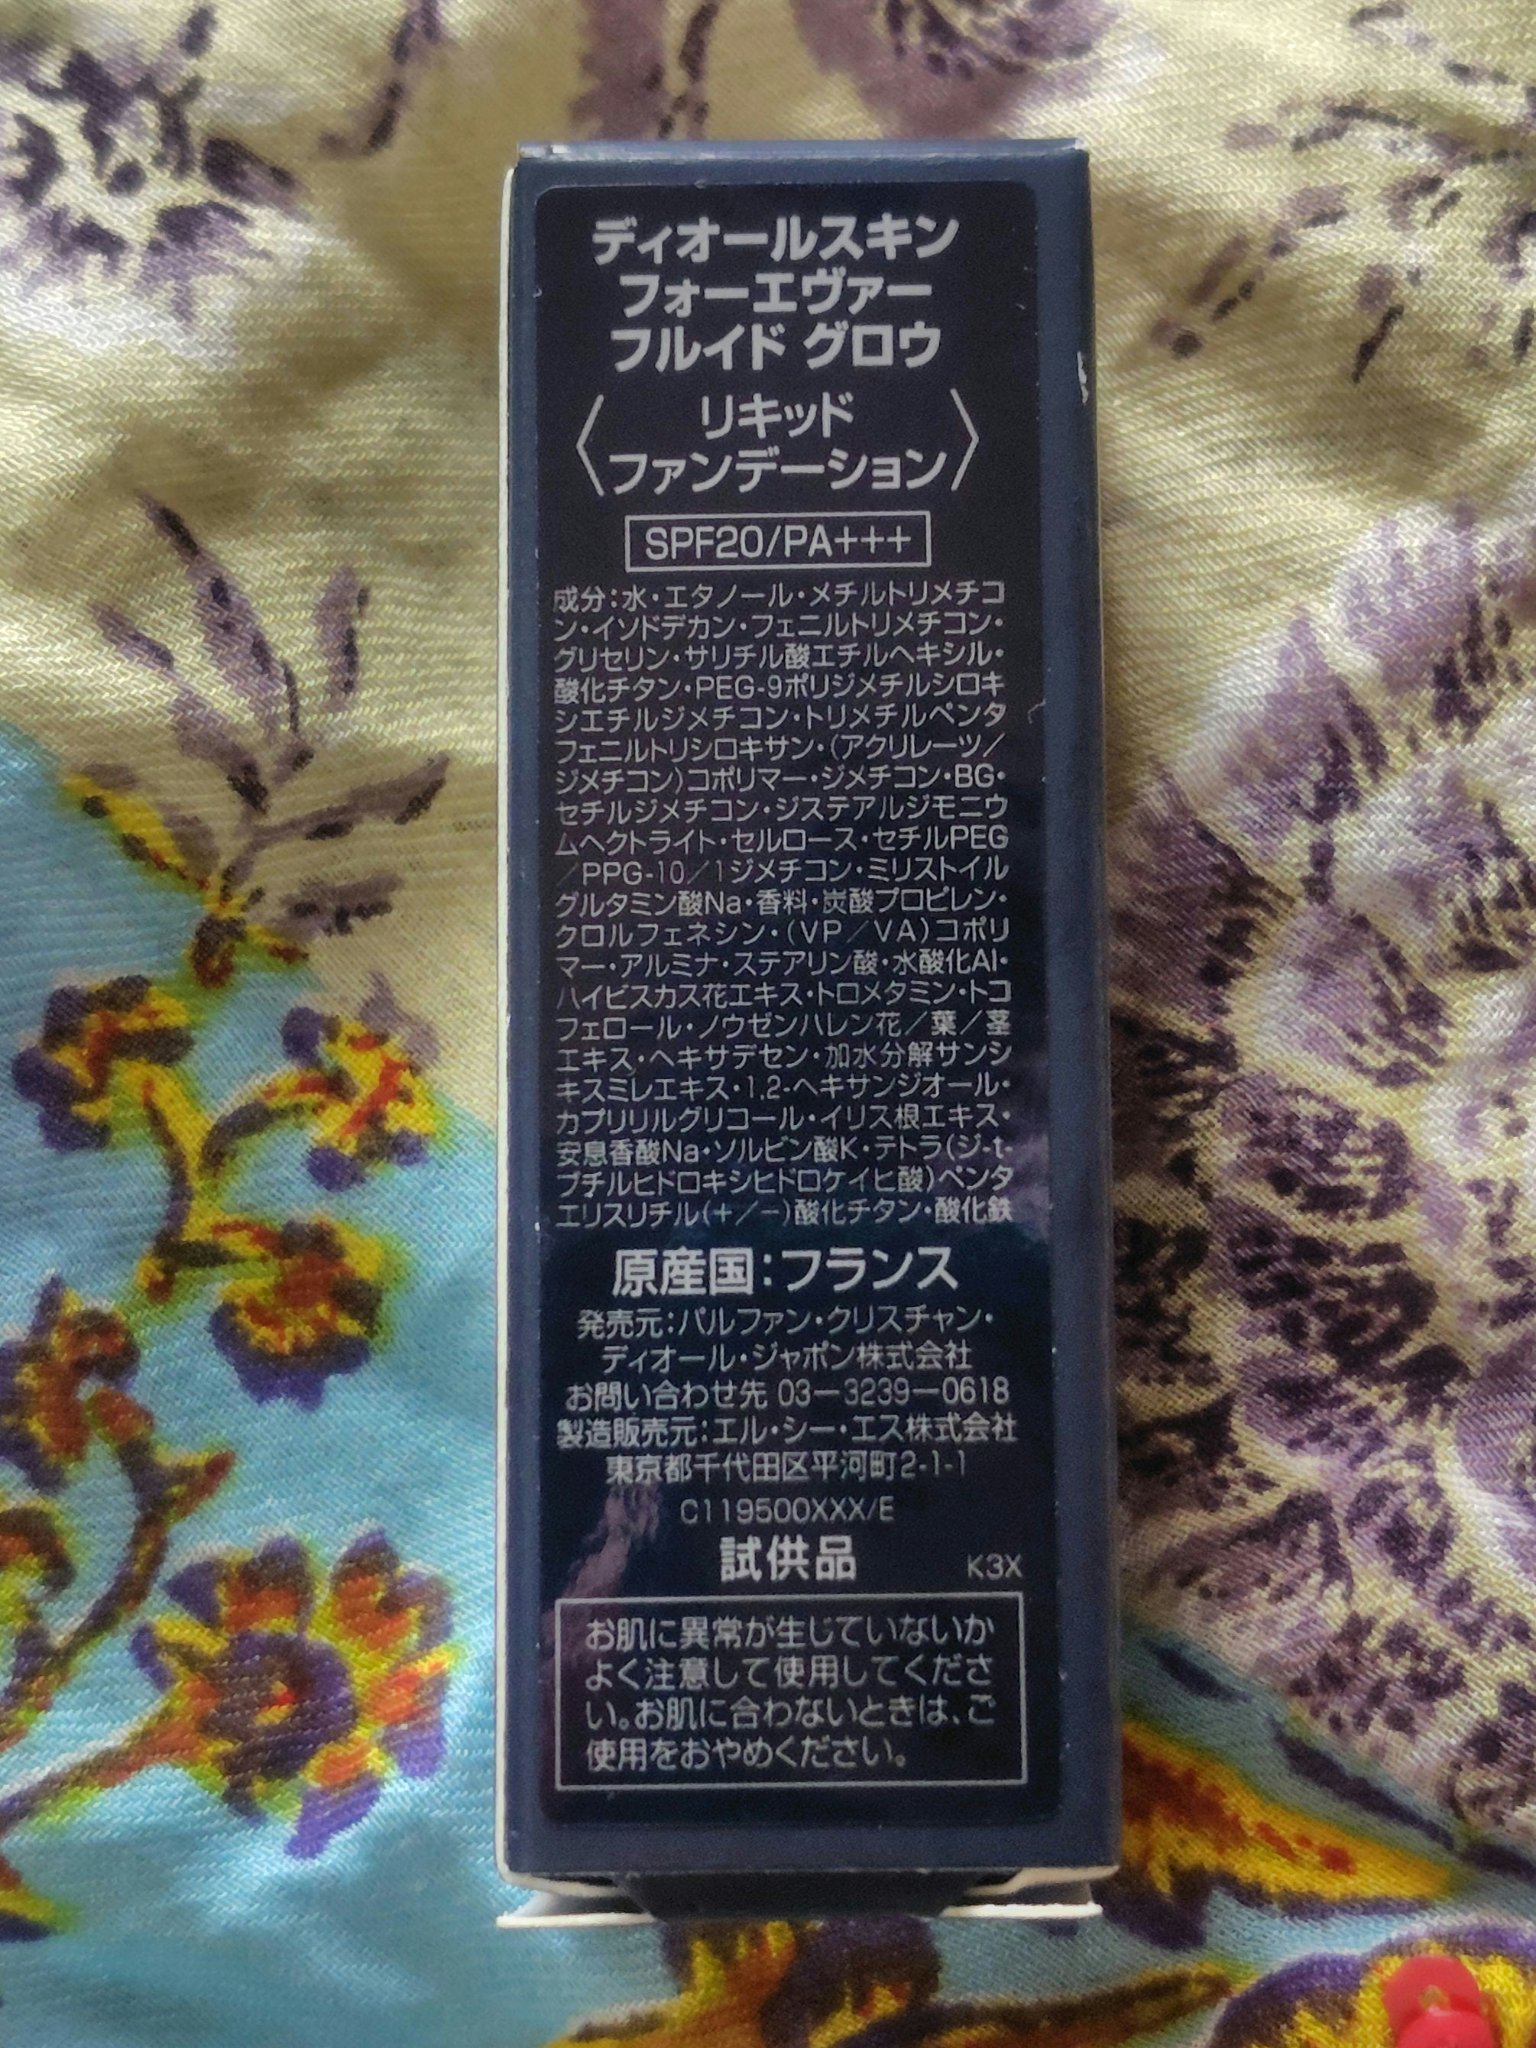 ディオールスキン
フォーエヴァー
フルイド グロウ
〈リキッド
ファンデーション〉
SPF20/PA+++
成分:水・エタノール・メチルトリメチコ
ン・イソドデカン・フェニルトリメチコン・
グリセリン・サリチル酸エチルヘキシル・
酸化チタン・PEG-9ポリジメチルシロキ
シエチルジメチコン・トリメチルペンタ
フェニルトリシロキサン・(アクリレーツ/
ジメチコン)コポリマー・ジメチコン・BG・
セチルジメチコン・ジステアルジモニウ
ムヘクトライト・セルロース・セチルPEG
/PPG-10/1ジメチコン・ミリストイル
グルタミン酸Na・香料・炭酸プロピレン・
クロルフェネシン・(VP/VA)コポリ
マー・アルミナ・ステアリン酸・水酸化Al・
ハイビスカス花エキス・トロメタミン・トコ
フェロール・ノウゼンハレン花/葉/茎
エキス・ヘキサデセン・加水分解サンシ
キスミレエキス・1,2-ヘキサンジオール・
カプリリルグリコール・イリス根エキス・
安息香酸Na・ソルビン酸K・テトラ(ジ-t-
ブチルヒドロキシヒドロケイヒ酸)ペンタ
エリスリチル(+/-)酸化チタン・酸化鉄
原産国:フランス
発売元:パルファン・クリスチャン・
ディオール・ジャポン株式会社
お問い合わせ先 03-3239-0618
製造販売元:エル・シー・エス株式会社
東京都千代田区平河町2-1-1
C119500XXX/E
試供品 K3X
お肌に異常が生じていないか
よく注意して使用してくださ
い。お肌に合わないときは、ご
使用をおやめください。